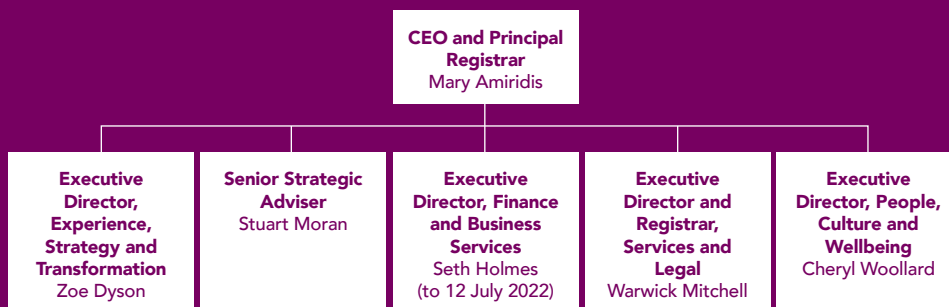 CEO and Principal
Registrar
Mary Amiridis
Executive
Director,
Experience,
Strategy and
Transformation
Zoe Dyson
Senior Strategic
Adviser
Stuart Moran
Executive
Director, Finance
and Business
Services
Seth Holmes
(to 12 July 2022)
Executive
Director and
Registrar,
Services and
Legal
Warwick Mitchell
Executive
Director, People,
Culture and
Wellbeing
Cheryl Woollard